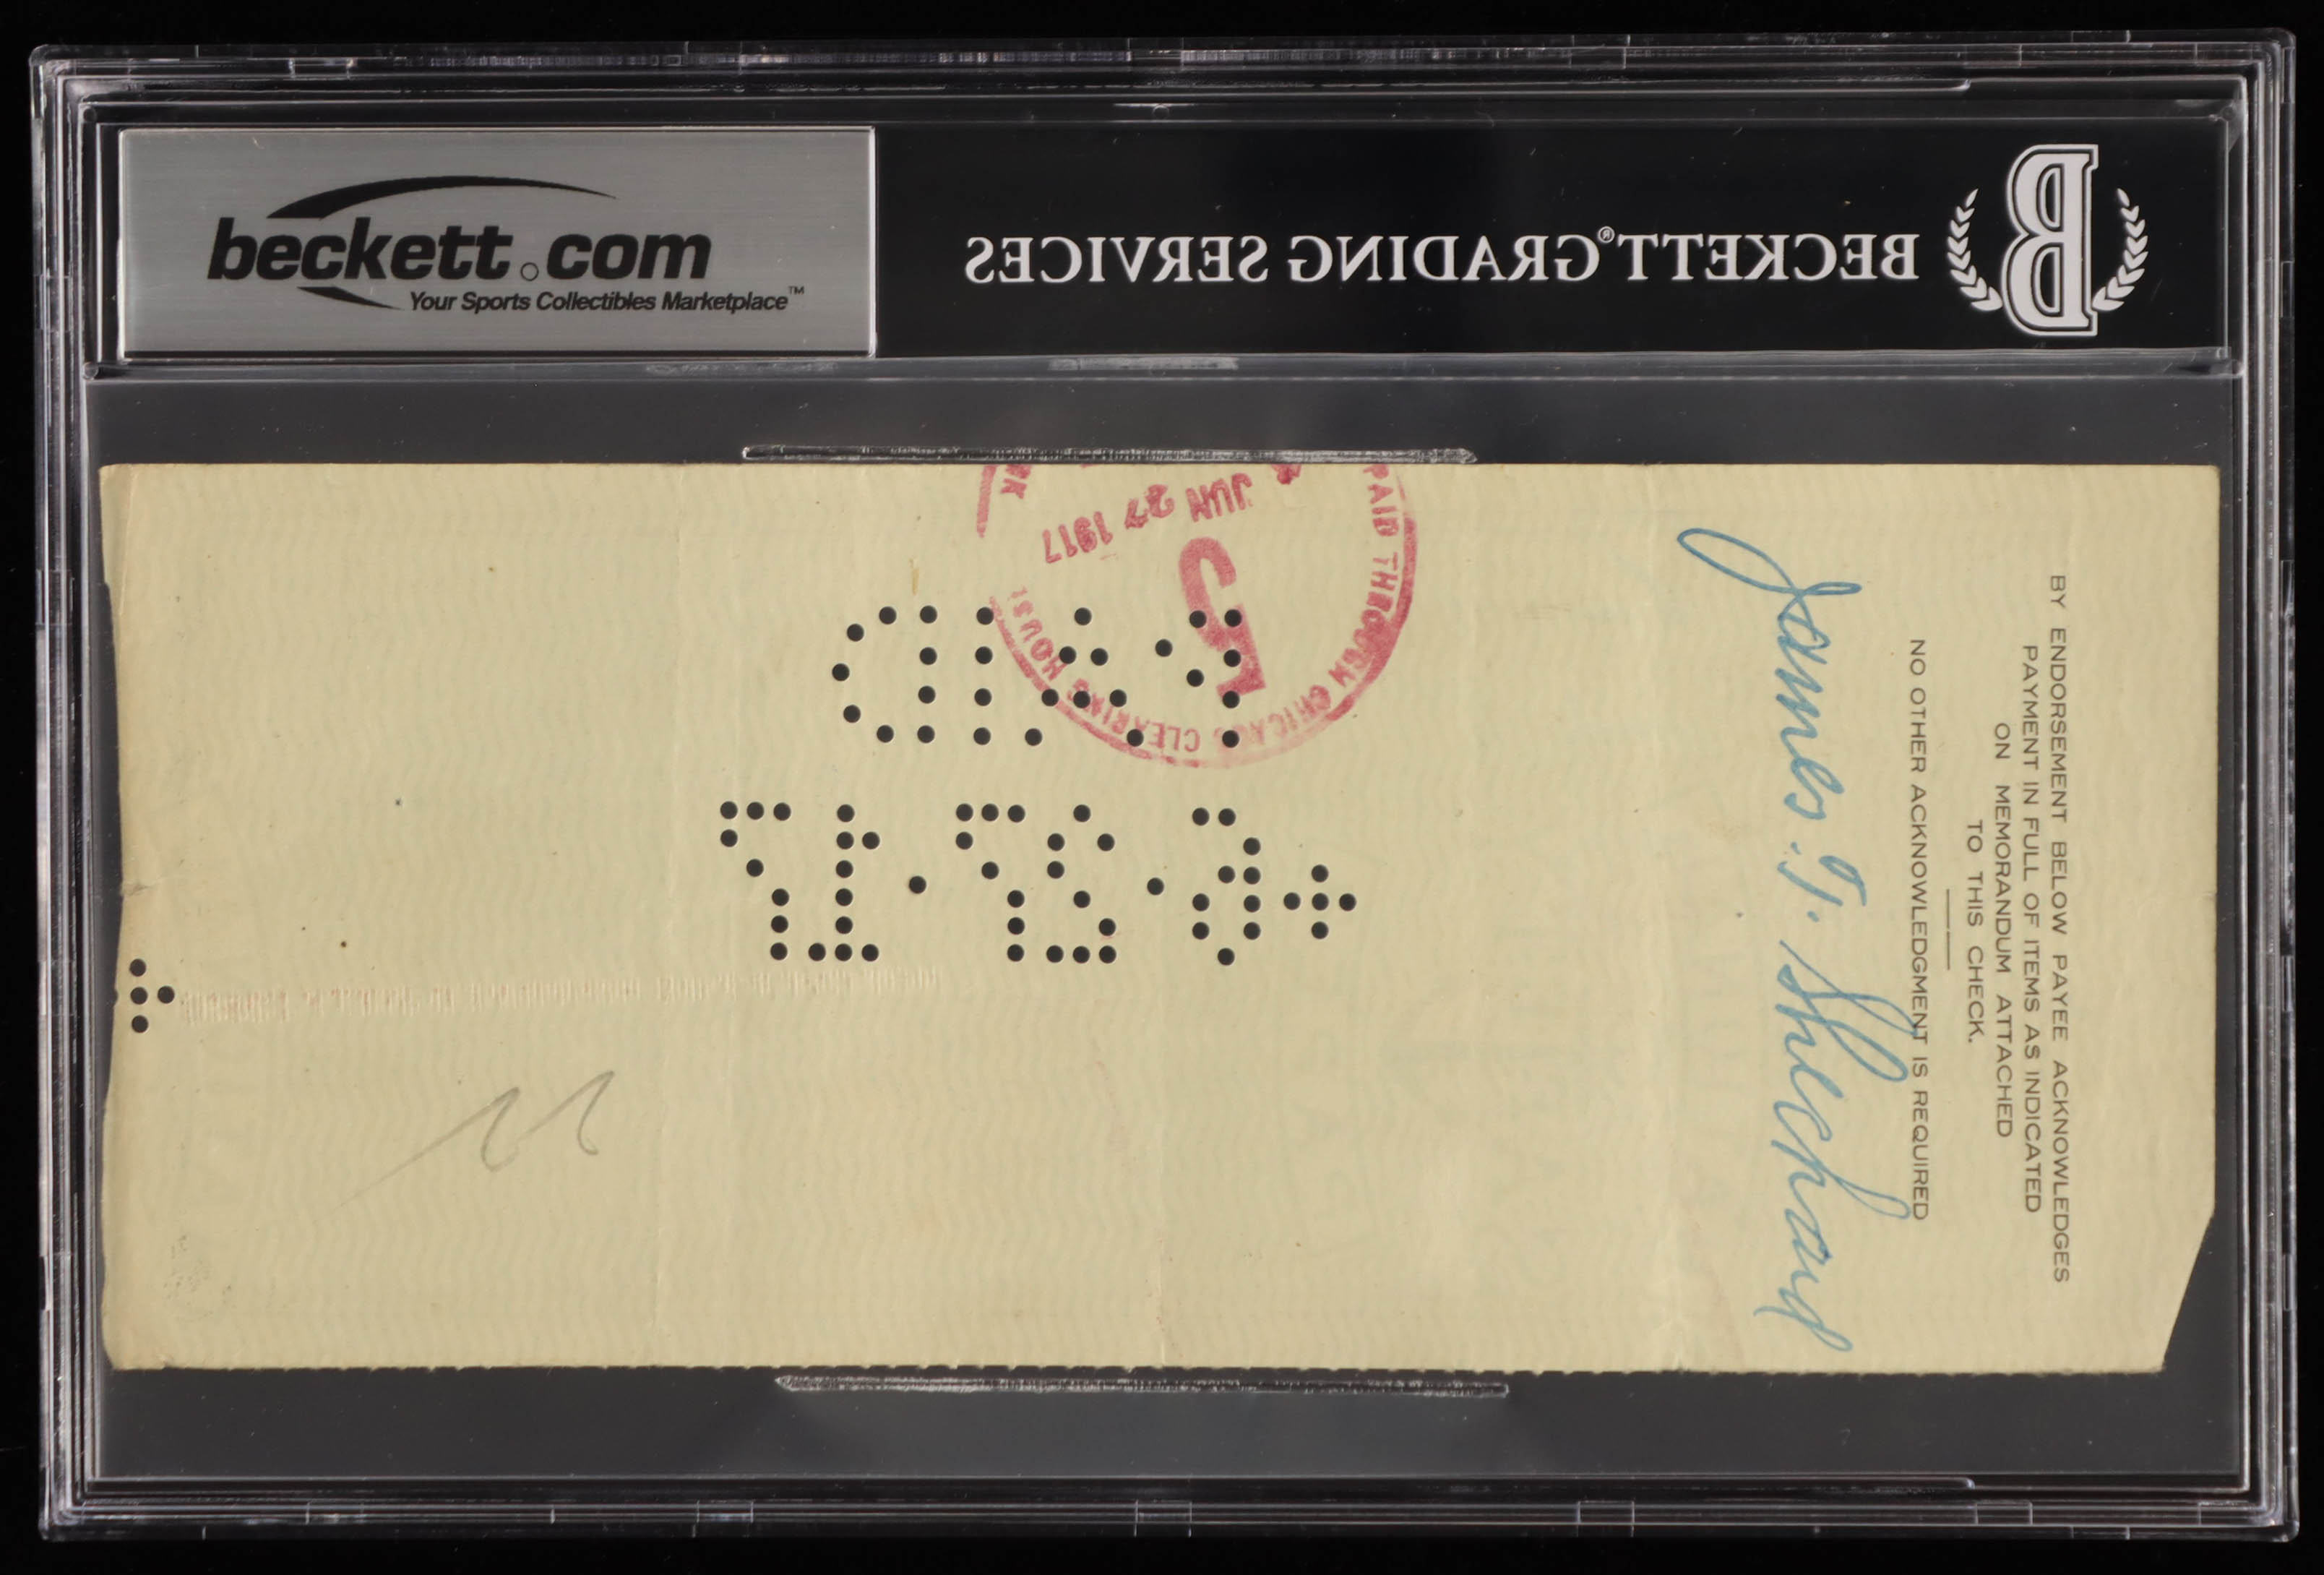 beckett.com
Your Sports Collectibles Marketplace™
BECKETT® GRADING SERVICES
B
BY ENDORSEMENT BELOW PAYEE ACKNOWLEDGES
PAYMENT IN FULL OF ITEMS AS INDICATED
ON MEMORANDUM ATTACHED
TO THIS CHECK.
NO OTHER ACKNOWLEDGMENT IS REQUIRED
James T. Shechard
PAID THROUGH CHICAGO CLEARING HOUSE
JUN 27 1917
5
PAID
6·27·17